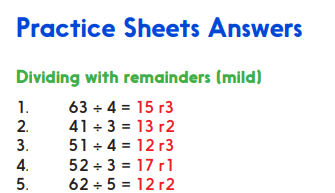 Practice Sheets Answers
Dividing with remainders (mild)
1. 63 ÷ 4 = 15 r3
2. 41 ÷ 3 = 13 r2
3. 51 ÷ 4 = 12 r3
4. 52 ÷ 3 = 17 r1
5. 62 ÷ 5 = 12 r2